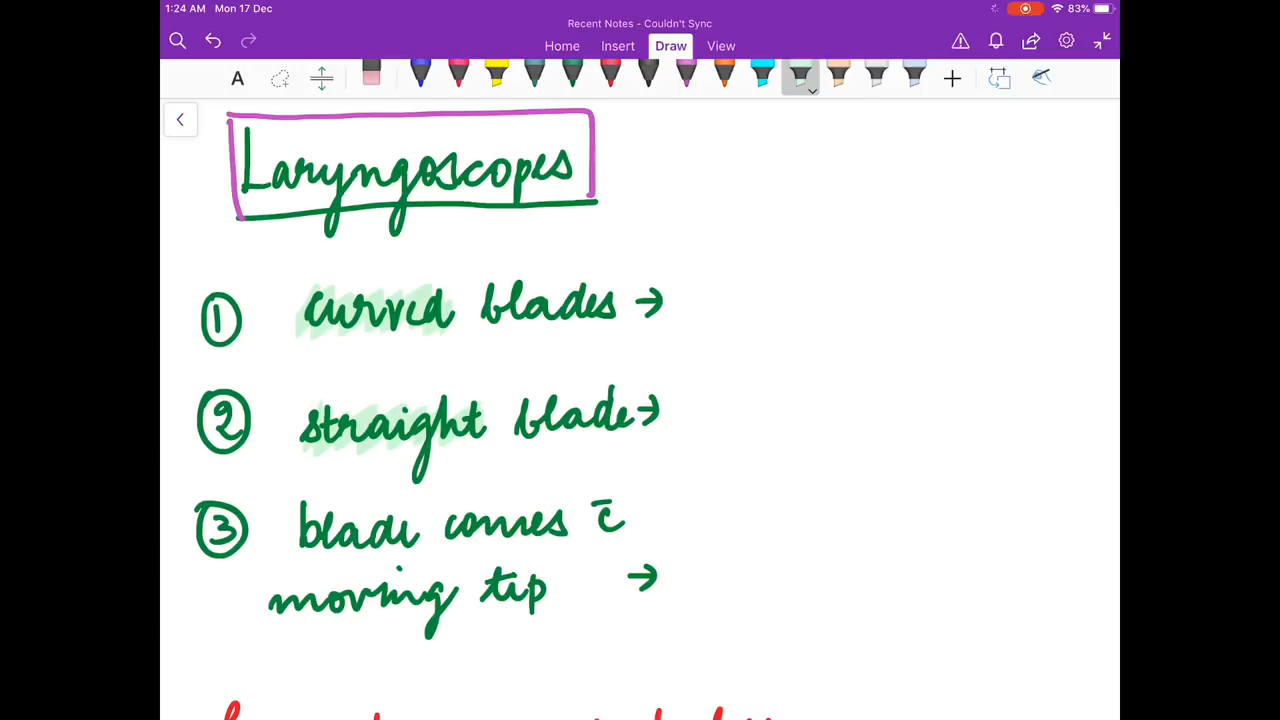 1:24 AM Mon 17 Dec
83%
Recent Notes - Couldn't Sync
Home Insert Draw View
A
Laryngoscopes
① curved blades →
② straight blade →
③ blade comes c̄
moving tip →